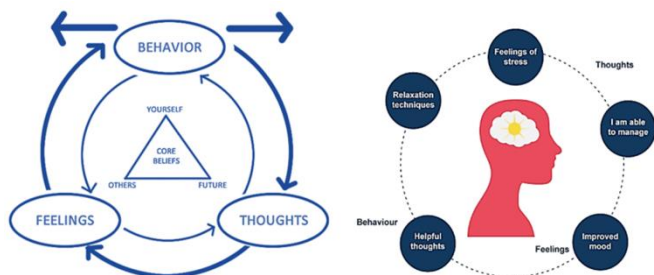 BEHAVIOR
YOURSELF
CORE
BELIEFS
OTHERS
FUTURE
FEELINGS
THOUGHTS
Feelings of
stress
Thoughts
Relaxation
techniques
I am able
to manage
Behaviour
Helpful
thoughts
Feelings
Improved
mood